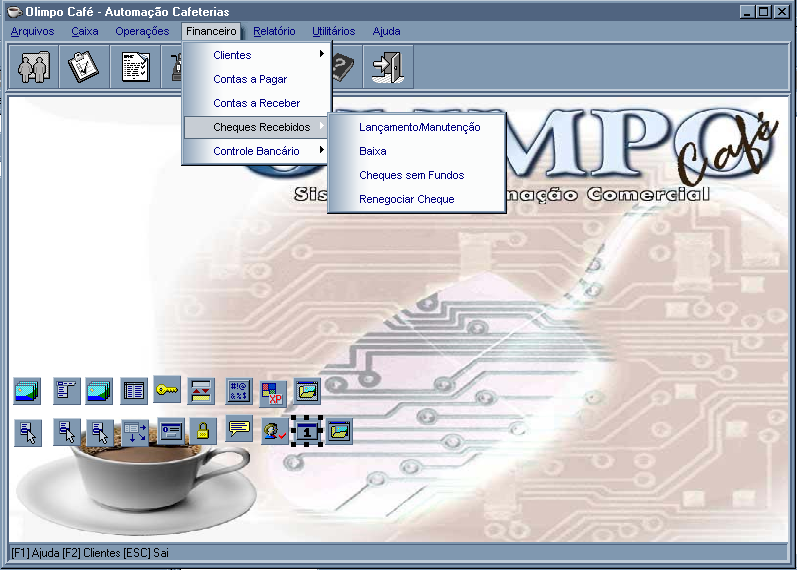 Olimpo Café - Automação Cafeterias
Arquivos Caixa Operações Financeiro Relatório Utilitários Ajuda
Clientes
Contas a Pagar
Contas a Receber
Cheques Recebidos
Controle Bancário
Lançamento/Manutenção
Baixa
Cheques sem Fundos
Renegociar Cheque
IMPO
Café
Sis
mação Comercial
#!@
&%$
XP
1
[F1] Ajuda [F2] Clientes [ESC] Sai